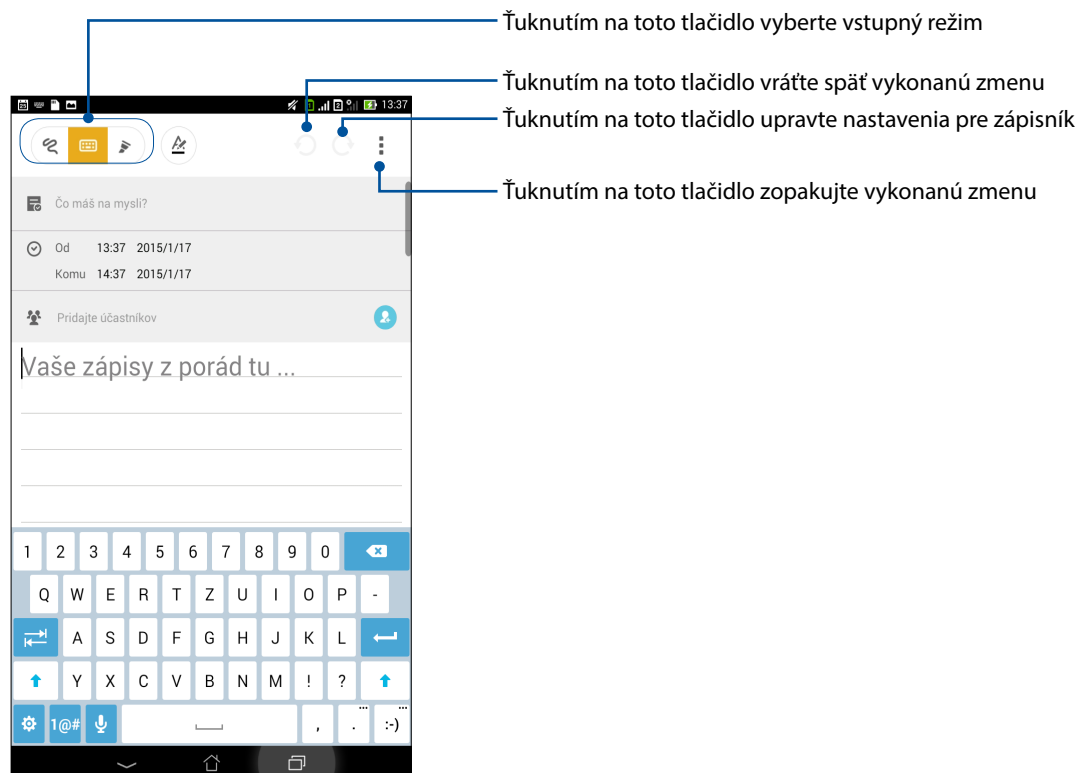 Ťuknutím na toto tlačidlo vyberte vstupný režim
Ťuknutím na toto tlačidlo vráťte späť vykonanú zmenu
Ťuknutím na toto tlačidlo upravte nastavenia pre zápisník
Ťuknutím na toto tlačidlo zopakujte vykonanú zmenu
13:37
Čo máš na mysli?
Od 13:37 2015/1/17
Komu 14:37 2015/1/17
Pridajte účastníkov
Vaše zápisy z porád tu ...
1 2 3 4 5 6 7 8 9 0
Q W E R T Z U I O P -
A S D F G H J K L
Y X C V B N M ! ?
1@# , . :-)